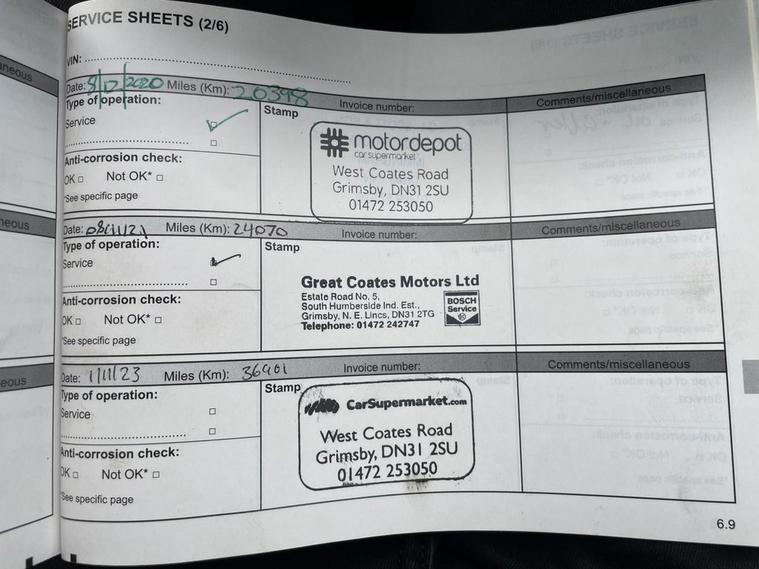 SERVICE SHEETS (2/6)
VIN:
Date: 8/12/2020 Miles (Km): 20398 Invoice number: Comments/miscellaneous
Type of operation:
Service
Stamp
motordepot
car supermarket
West Coates Road
Grimsby, DN31 2SU
01472 253050
Anti-corrosion check:
OK □ Not OK* □
*See specific page
Date: 08/11/21 Miles (Km): 24070 Invoice number: Comments/miscellaneous
Type of operation:
Service
Stamp
Great Coates Motors Ltd
Estate Road No. 5,
South Humberside Ind. Est.,
Grimsby, N. E. Lincs, DN31 2TG
Telephone: 01472 242747
BOSCH
Service
Anti-corrosion check:
OK □ Not OK* □
*See specific page
Date: 1/11/23 Miles (Km): 36901 Invoice number: Comments/miscellaneous
Type of operation:
Service
Stamp
CarSupermarket.com
West Coates Road
Grimsby, DN31 2SU
01472 253050
Anti-corrosion check:
OK □ Not OK* □
*See specific page
6.9